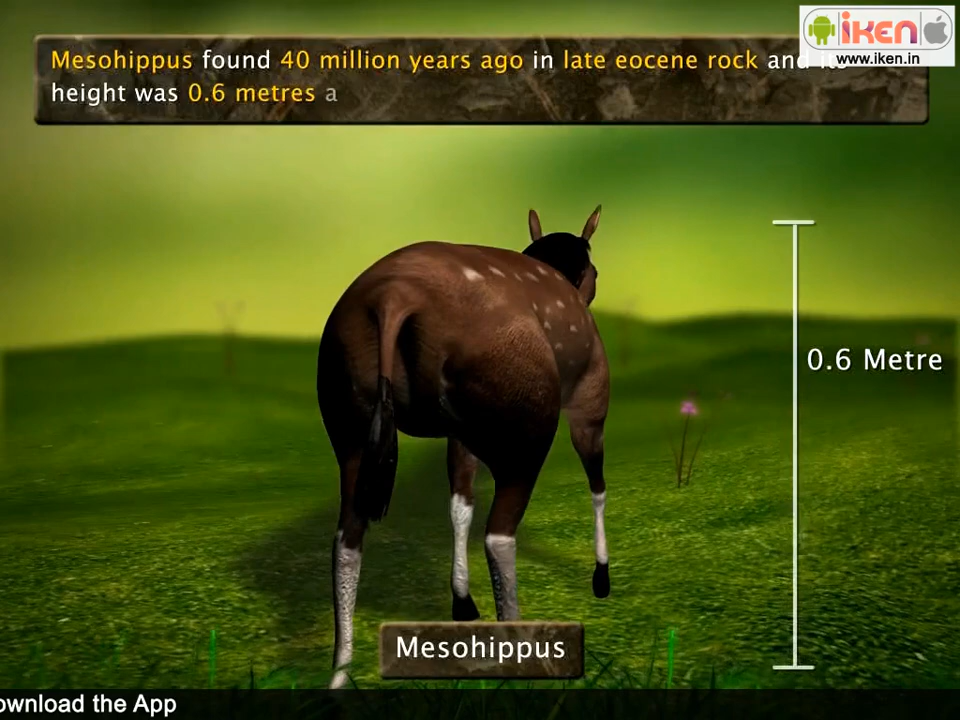 iKEN
www.iken.in
Mesohippus found 40 million years ago in late eocene rock and its
height was 0.6 metres a
0.6 Metre
Mesohippus
ownload the App